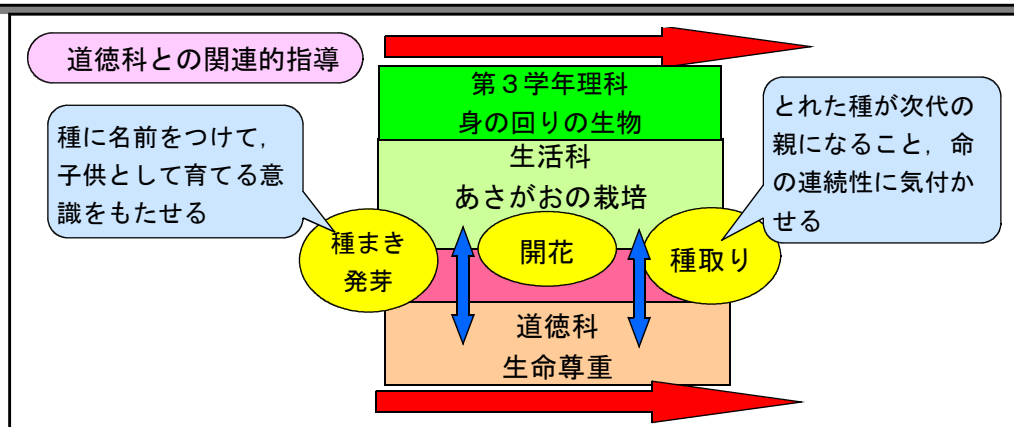 道徳科との関連的指導
第３学年理科
身の回りの生物
生活科
あさがおの栽培
種に名前をつけて，
子供として育てる意
識をもたせる
とれた種が次代の
親になること，命
の連続性に気付か
せる
種まき
発芽
開花
種取り
道徳科
生命尊重